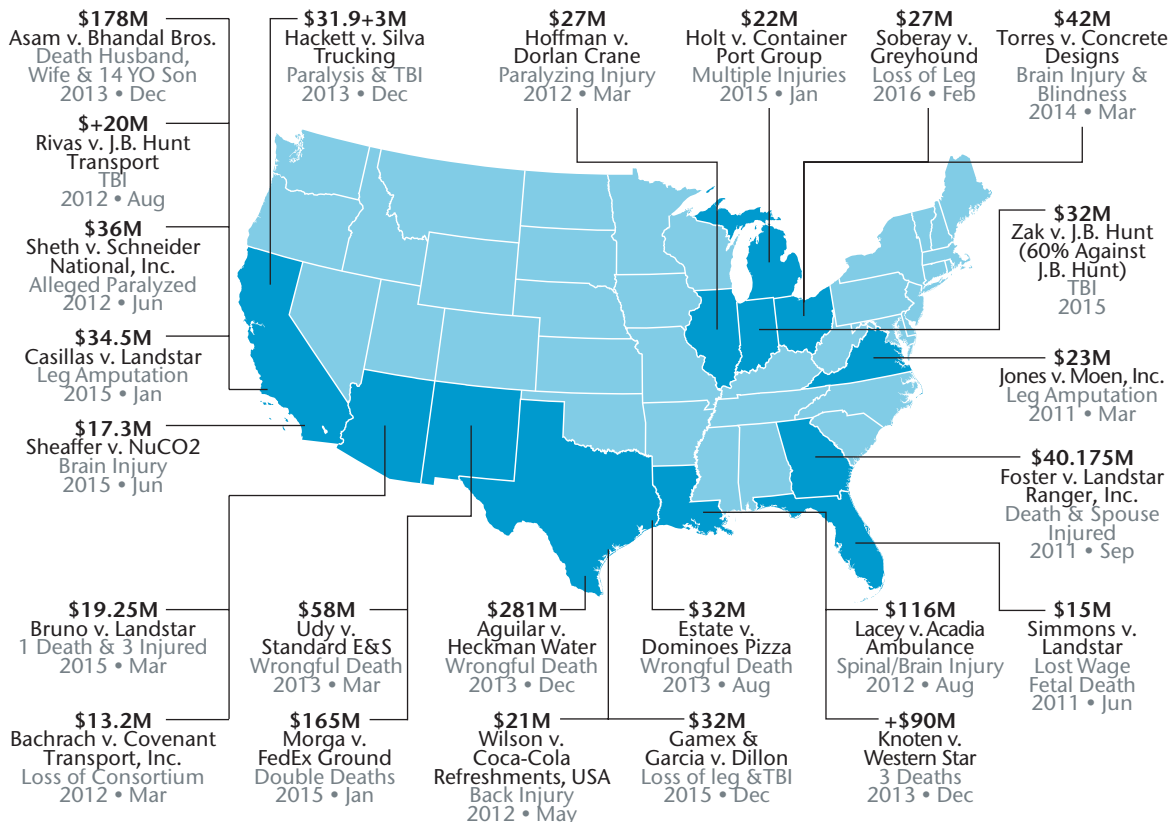 $178M
Asam v. Bhandal Bros.
Death Husband,
Wife & 14 YO Son
2013 • Dec
$31.9+3M
Hackett v. Silva
Trucking
Paralysis & TBI
2013 • Dec
$27M
Hoffman v.
Dorlan Crane
Paralyzing Injury
2012 • Mar
$22M
Holt v. Container
Port Group
Multiple Injuries
2015 • Jan
$27M
Soberay v.
Greyhound
Loss of Leg
2016 • Feb
$42M
Torres v. Concrete
Designs
Brain Injury &
Blindness
2014 • Mar
$+20M
Rivas v. J.B. Hunt
Transport
TBI
2012 • Aug
$36M
Sheth v. Schneider
National, Inc.
Alleged Paralyzed
2012 • Jun
$34.5M
Casillas v. Landstar
Leg Amputation
2015 • Jan
$17.3M
Sheaffer v. NuCO2
Brain Injury
2015 • Jun
$32M
Zak v. J.B. Hunt
(60% Against
J.B. Hunt)
TBI
2015
$23M
Jones v. Moen, Inc.
Leg Amputation
2011 • Mar
$40.175M
Foster v. Landstar
Ranger, Inc.
Death & Spouse
Injured
2011 • Sep
$19.25M
Bruno v. Landstar
1 Death & 3 Injured
2015 • Mar
$58M
Udy v.
Standard E&S
Wrongful Death
2013 • Mar
$281M
Aguilar v.
Heckman Water
Wrongful Death
2013 • Dec
$32M
Estate v.
Dominoes Pizza
Wrongful Death
2013 • Aug
$116M
Lacey v. Acadia
Ambulance
Spinal/Brain Injury
2012 • Aug
$15M
Simmons v.
Landstar
Lost Wage
Fetal Death
2011 • Jun
$13.2M
Bachrach v. Covenant
Transport, Inc.
Loss of Consortium
2012 • Mar
$165M
Morga v.
FedEx Ground
Double Deaths
2015 • Jan
$21M
Wilson v.
Coca-Cola
Refreshments, USA
Back Injury
2012 • May
$32M
Gamex &
Garcia v. Dillon
Loss of leg &TBI
2015 • Dec
+$90M
Knoten v.
Western Star
3 Deaths
2013 • Dec